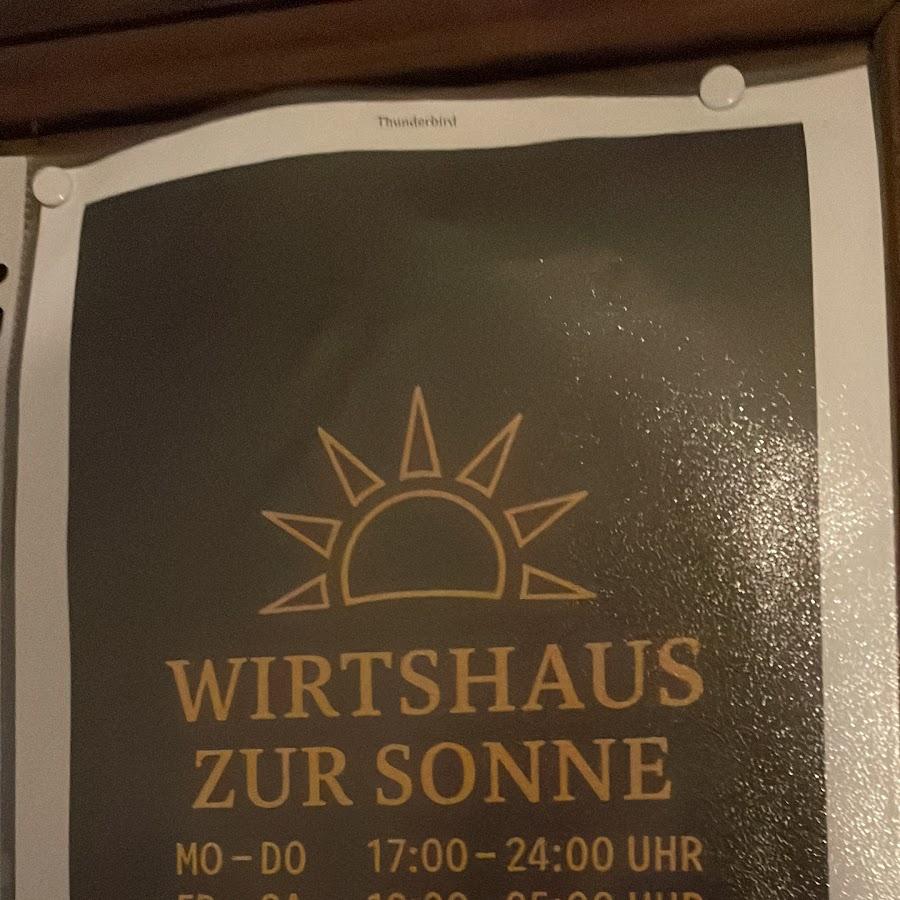 Thunderbird
WIRTSHAUS
ZUR SONNE
MO – DO 17:00 – 24:00 UHR